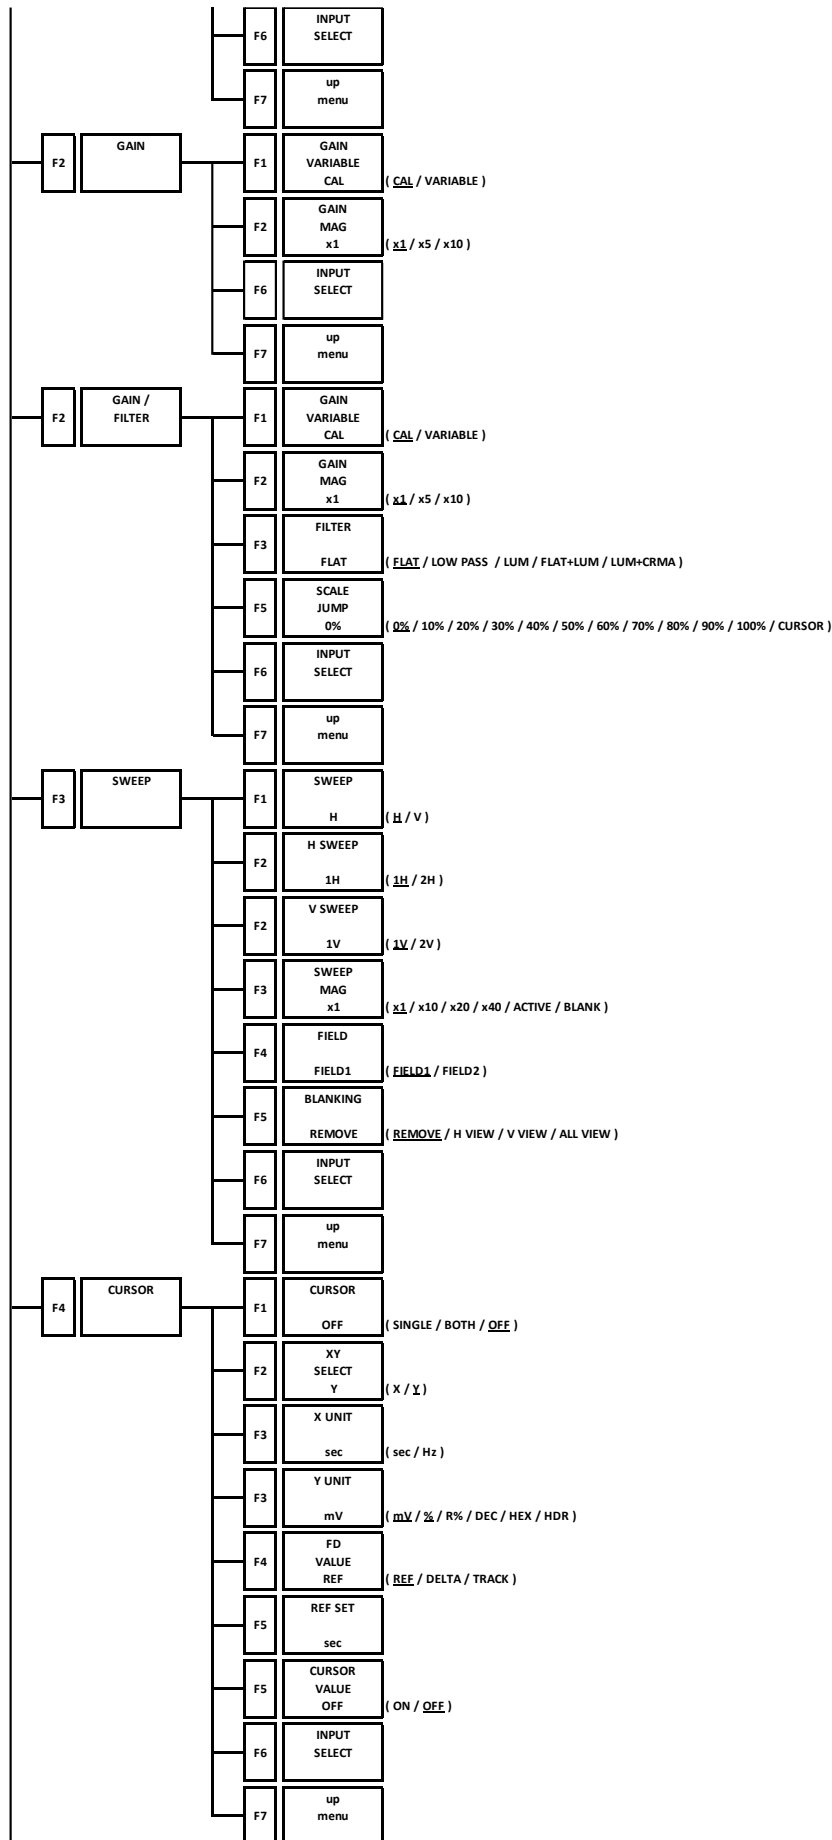 F6
INPUT
SELECT
F7
up
menu
F2
GAIN
F1
GAIN
VARIABLE
CAL
( CAL / VARIABLE )
F2
GAIN
MAG
x1
( x1 / x5 / x10 )
F6
INPUT
SELECT
F7
up
menu
F2
GAIN /
FILTER
F1
GAIN
VARIABLE
CAL
( CAL / VARIABLE )
F2
GAIN
MAG
x1
( x1 / x5 / x10 )
F3
FILTER
FLAT
( FLAT / LOW PASS / LUM / FLAT+LUM / LUM+CRMA )
F5
SCALE
JUMP
0%
( 0% / 10% / 20% / 30% / 40% / 50% / 60% / 70% / 80% / 90% / 100% / CURSOR )
F6
INPUT
SELECT
F7
up
menu
F3
SWEEP
F1
SWEEP
H
( H / V )
F2
H SWEEP
1H
( 1H / 2H )
F2
V SWEEP
1V
( 1V / 2V )
F3
SWEEP
MAG
x1
( x1 / x10 / x20 / x40 / ACTIVE / BLANK )
F4
FIELD
FIELD1
( FIELD1 / FIELD2 )
F5
BLANKING
REMOVE
( REMOVE / H VIEW / V VIEW / ALL VIEW )
F6
INPUT
SELECT
F7
up
menu
F4
CURSOR
F1
CURSOR
OFF
( SINGLE / BOTH / OFF )
F2
XY
SELECT
Y
( X / Y )
F3
X UNIT
sec
( sec / Hz )
F3
Y UNIT
mV
( mV / % / R% / DEC / HEX / HDR )
F4
FD
VALUE
REF
( REF / DELTA / TRACK )
F5
REF SET
sec
F5
CURSOR
VALUE
OFF
( ON / OFF )
F6
INPUT
SELECT
F7
up
menu